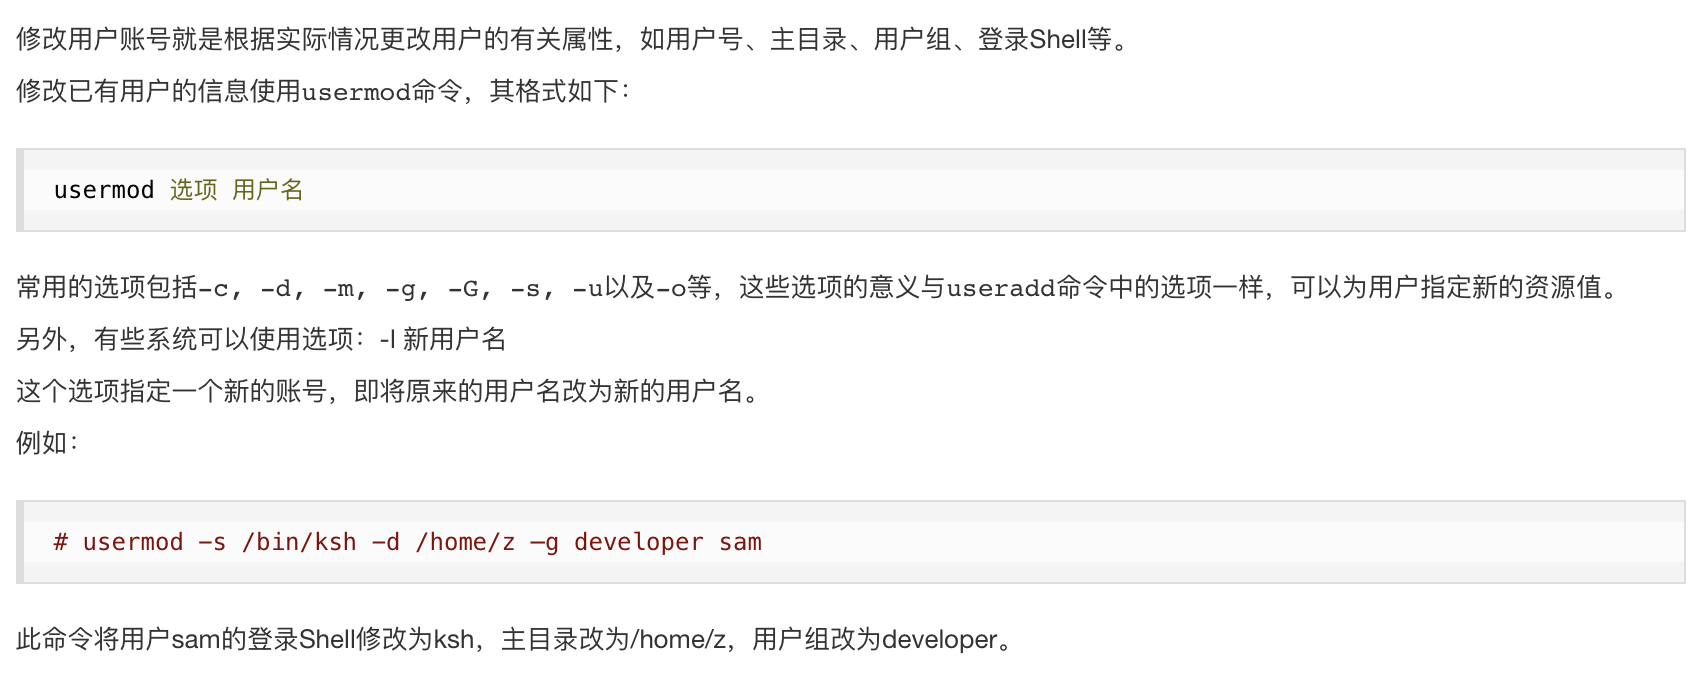 修改用户账号就是根据实际情况更改用户的有关属性，如用户号、主目录、用户组、登录Shell等。
修改已有用户的信息使用usermod命令，其格式如下：
usermod 选项 用户名
常用的选项包括-c, -d, -m, -g, -G, -s, -u以及-o等，这些选项的意义与useradd命令中的选项一样，可以为用户指定新的资源值。
另外，有些系统可以使用选项：-l 新用户名
这个选项指定一个新的账号，即将原来的用户名改为新的用户名。
例如：
# usermod -s /bin/ksh -d /home/z –g developer sam
此命令将用户sam的登录Shell修改为ksh，主目录改为/home/z，用户组改为developer。